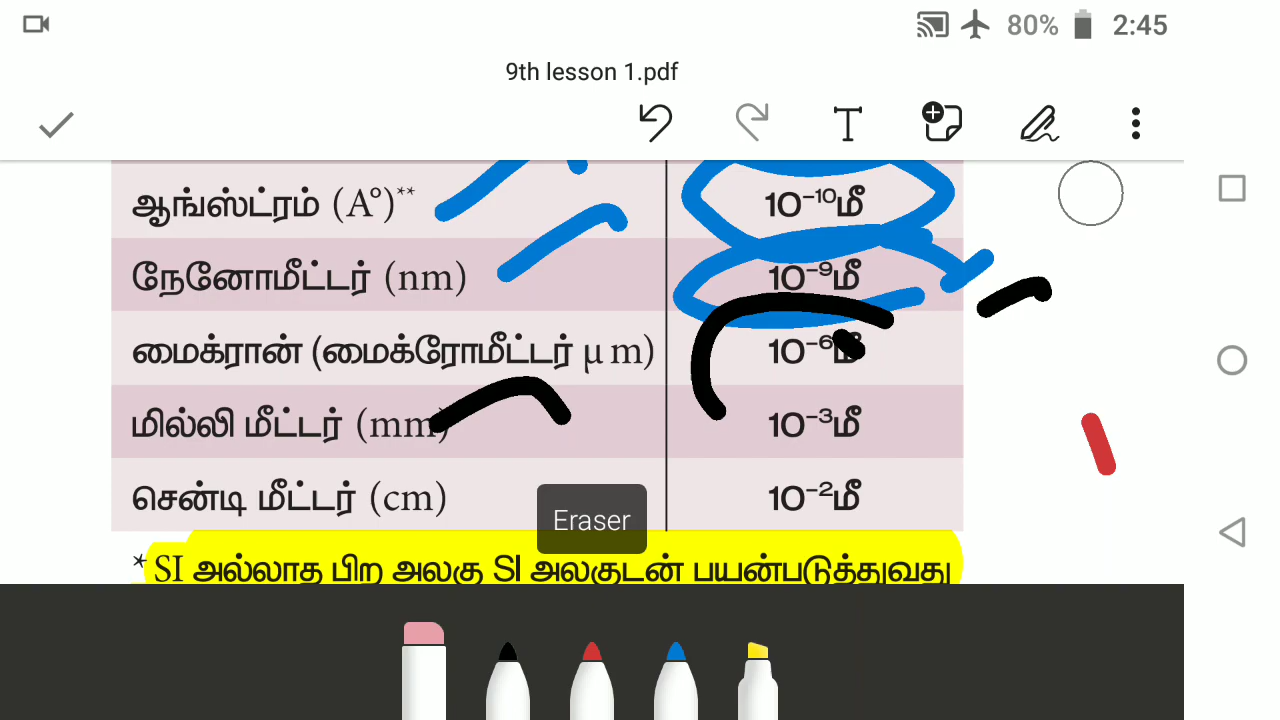 80% 2:45
9th lesson 1.pdf
ஆங்ஸ்ட்ரம் (A°)** 10⁻¹⁰மீ
நேனோமீட்டர் (nm) 10⁻⁹மீ
மைக்ரான் (மைக்ரோமீட்டர் μ m) 10⁻⁶மீ
மில்லி மீட்டர் (mm) 10⁻³மீ
சென்டி மீட்டர் (cm) 10⁻²மீ
Eraser
* SI அல்லாத பிற அலகு SI அலகுடன் பயன்படுத்துவது